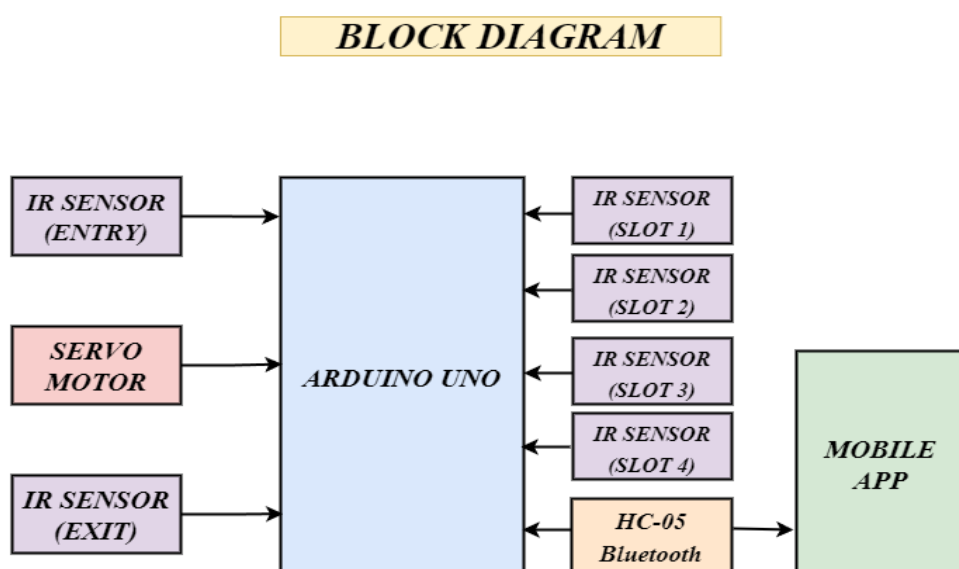 BLOCK DIAGRAM
IR SENSOR
(ENTRY)
SERVO
MOTOR
IR SENSOR
(EXIT)
ARDUINO UNO
IR SENSOR
(SLOT 1)
IR SENSOR
(SLOT 2)
IR SENSOR
(SLOT 3)
IR SENSOR
(SLOT 4)
HC-05
Bluetooth
MOBILE
APP